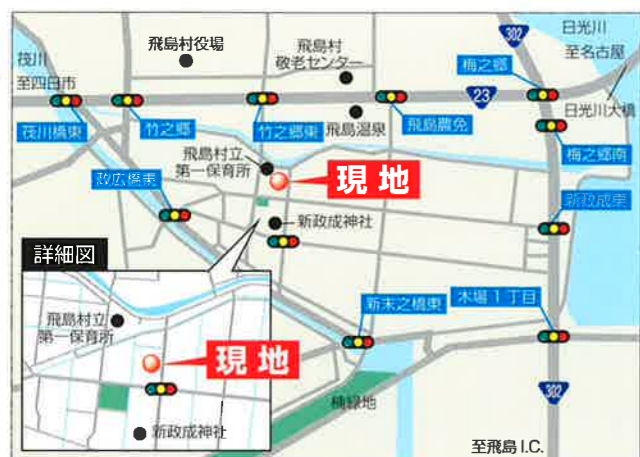 筏川
至四日市
飛島村役場
飛島村
敬老センター
302
日光川
至名古屋
梅之郷
23
日光川大橋
筏川橋東
竹之郷
竹之郷東
飛島温泉
飛島農免
梅之郷南
飛島村立
第一保育所
現地
政広橋東
新政成神社
新政成東
詳細図
飛島村立
第一保育所
現地
新政成神社
新末之橋東
木場1丁目
楠緑地
302
至飛島I.C.